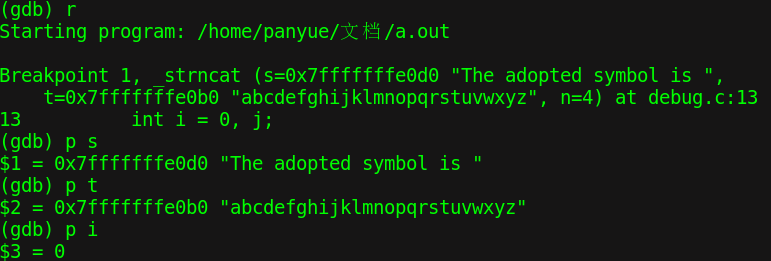 (gdb) r
Starting program: /home/panyue/文档/a.out
Breakpoint 1, _strncat (s=0x7fffffffe0d0 "The adopted symbol is ",
    t=0x7fffffffe0b0 "abcdefghijklmnopqrstuvwxyz", n=4) at debug.c:13
13          int i = 0, j;
(gdb) p s
$1 = 0x7fffffffe0d0 "The adopted symbol is "
(gdb) p t
$2 = 0x7fffffffe0b0 "abcdefghijklmnopqrstuvwxyz"
(gdb) p i
$3 = 0